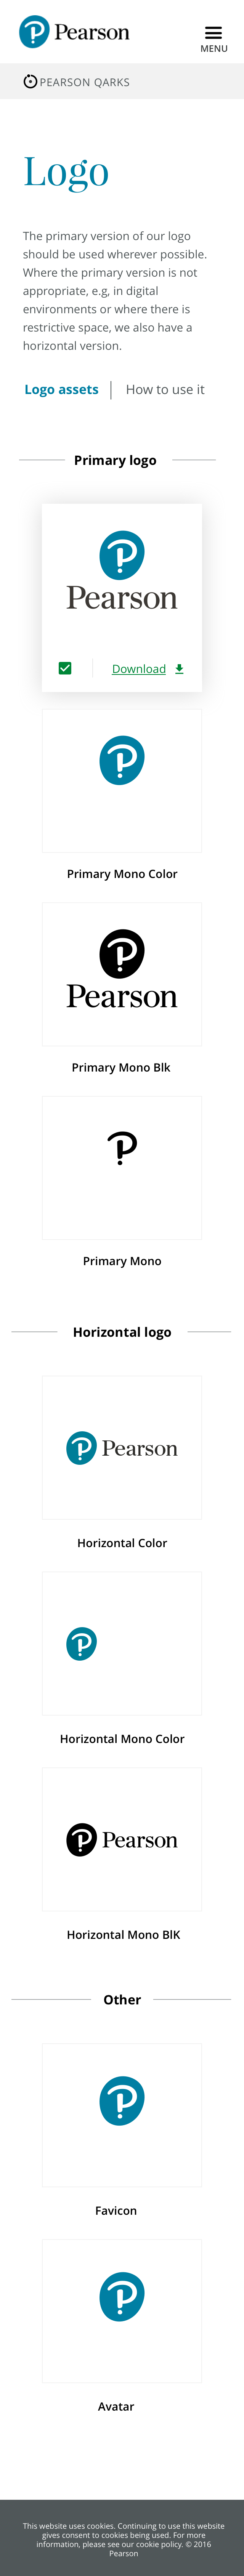 Pearson
MENU
PEARSON QARKS
Logo
The primary version of our logo
should be used wherever possible.
Where the primary version is not
appropriate, e.g, in digital
environments or where there is
restrictive space, we also have a
horizontal version.
Logo assets | How to use it
Primary logo
Pearson
Download
Primary Mono Color
Pearson
Primary Mono Blk
Primary Mono
Horizontal logo
Pearson
Horizontal Color
Horizontal Mono Color
Pearson
Horizontal Mono BlK
Other
Favicon
Avatar
This website uses cookies. Continuing to use this website
gives consent to cookies being used. For more
information, please see our cookie policy. © 2016
Pearson